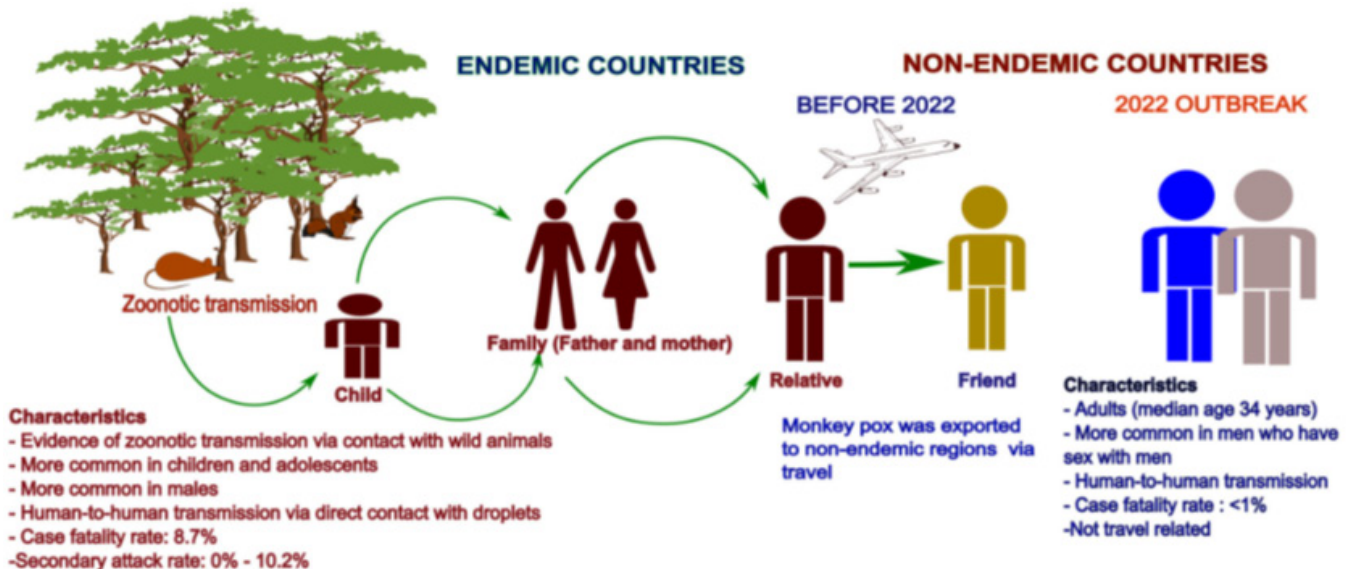 ENDEMIC COUNTRIES
NON-ENDEMIC COUNTRIES
BEFORE 2022
2022 OUTBREAK
Zoonotic transmission
Child
Family (Father and mother)
Relative
Friend
Characteristics
- Evidence of zoonotic transmission via contact with wild animals
- More common in children and adolescents
- More common in males
- Human-to-human transmission via direct contact with droplets
- Case fatality rate: 8.7%
-Secondary attack rate: 0% - 10.2%
Monkey pox was exported
to non-endemic regions via
travel
Characteristics
- Adults (median age 34 years)
- More common in men who have
sex with men
- Human-to-human transmission
- Case fatality rate : <1%
-Not travel related